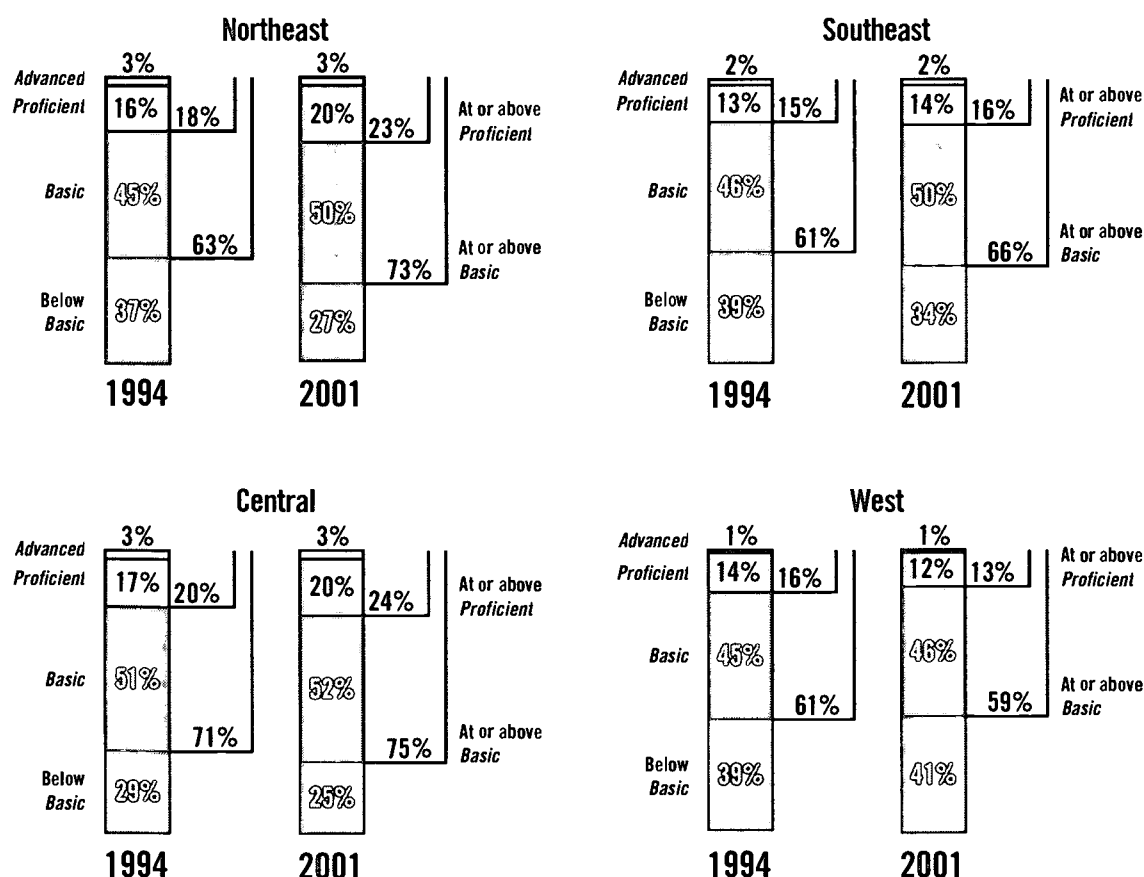 Northeast
3% 3%
Advanced
Proficient 16% 18% 20% 23% At or above
Proficient
Basic 45% 50%
63% 73% At or above
Basic
Below
Basic 37% 27%
1994 2001
Southeast
2% 2%
Advanced
Proficient 13% 15% 14% 16% At or above
Proficient
Basic 46% 50%
61% 66% At or above
Basic
Below
Basic 39% 34%
1994 2001
Central
3% 3%
Advanced
Proficient 17% 20% 20% 24% At or above
Proficient
Basic 51% 52%
71% 75% At or above
Basic
Below
Basic 29% 25%
1994 2001
West
1% 1%
Advanced
Proficient 14% 16% 12% 13% At or above
Proficient
Basic 45% 46%
61% 59% At or above
Basic
Below
Basic 39% 41%
1994 2001